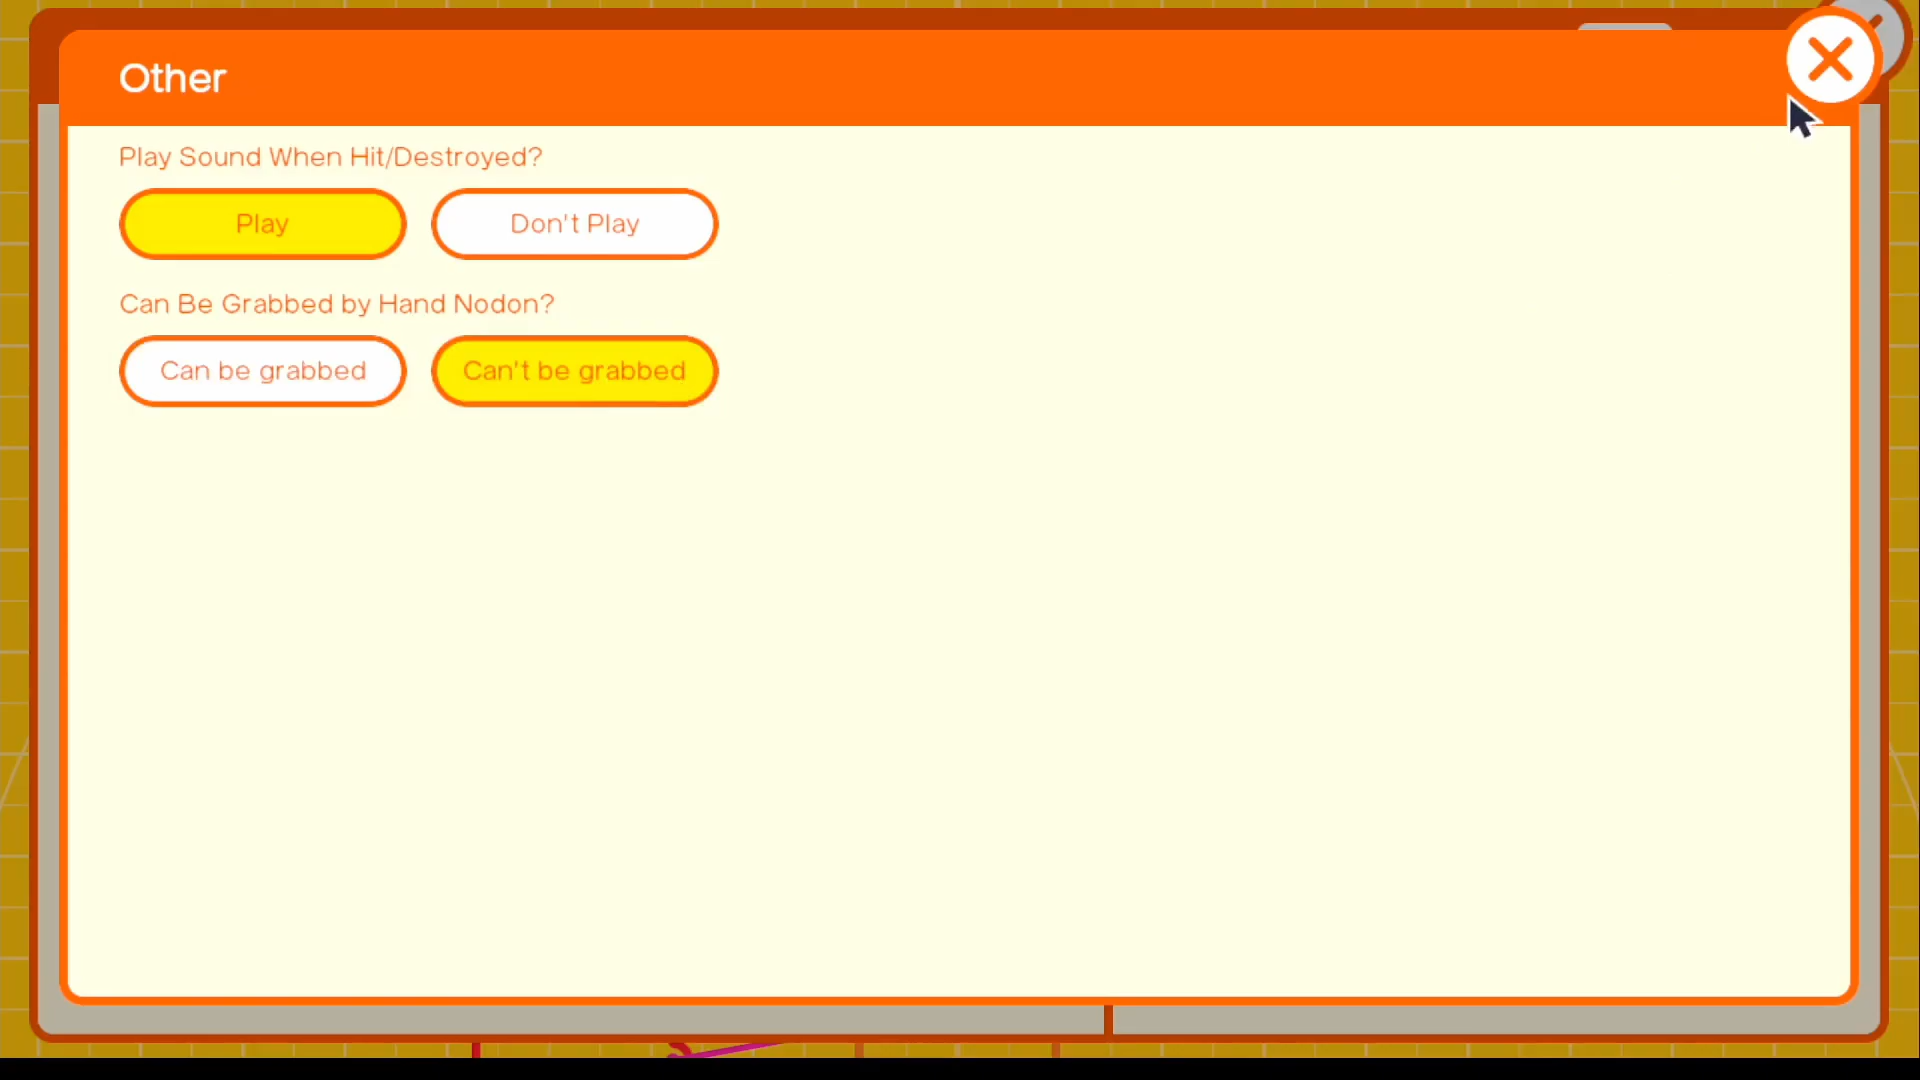 Other
Play Sound When Hit/Destroyed?
Play
Don't Play
Can Be Grabbed by Hand Nodon?
Can be grabbed
Can't be grabbed